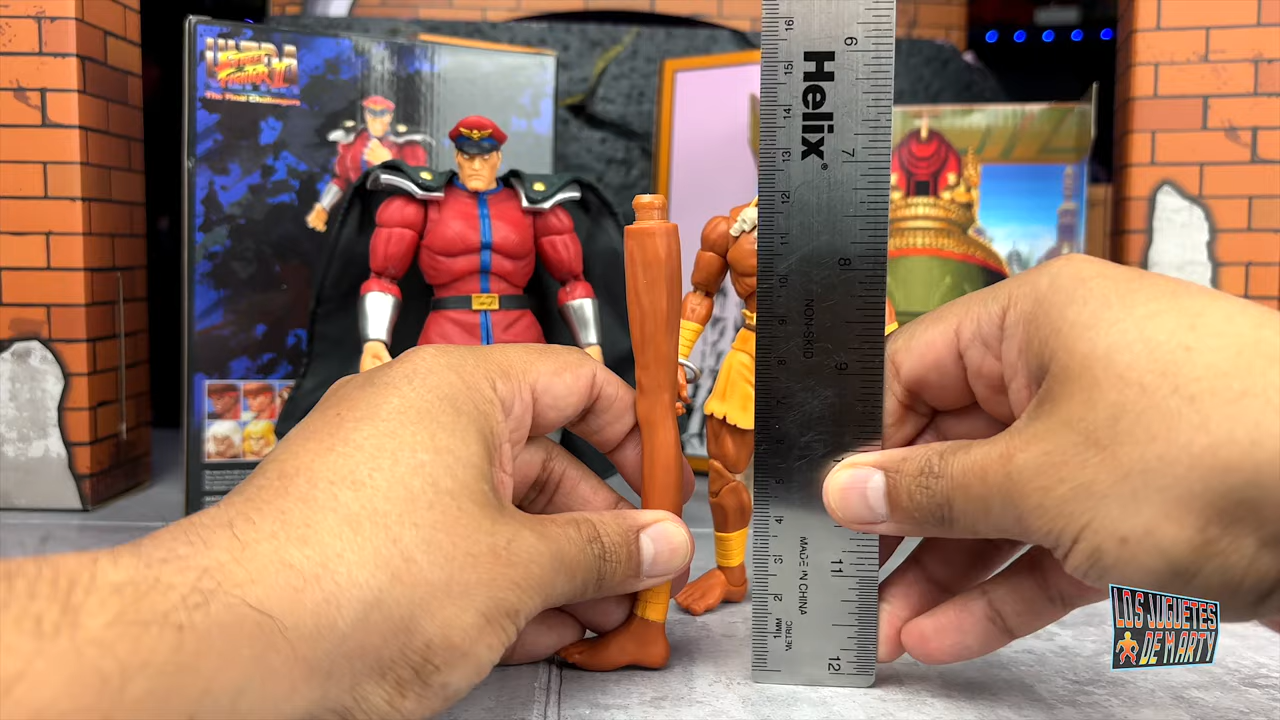 ULTRA
STREET
FIGHTER II
The Final Challengers
Helix®
NON-SKID
MADE IN CHINA
1MM
METRIC
2
3
4
5
6
7
8
9
10
11
12
13
14
15
16
6
7
8
9
11
12
LOS JUGUETES
DE MARTY